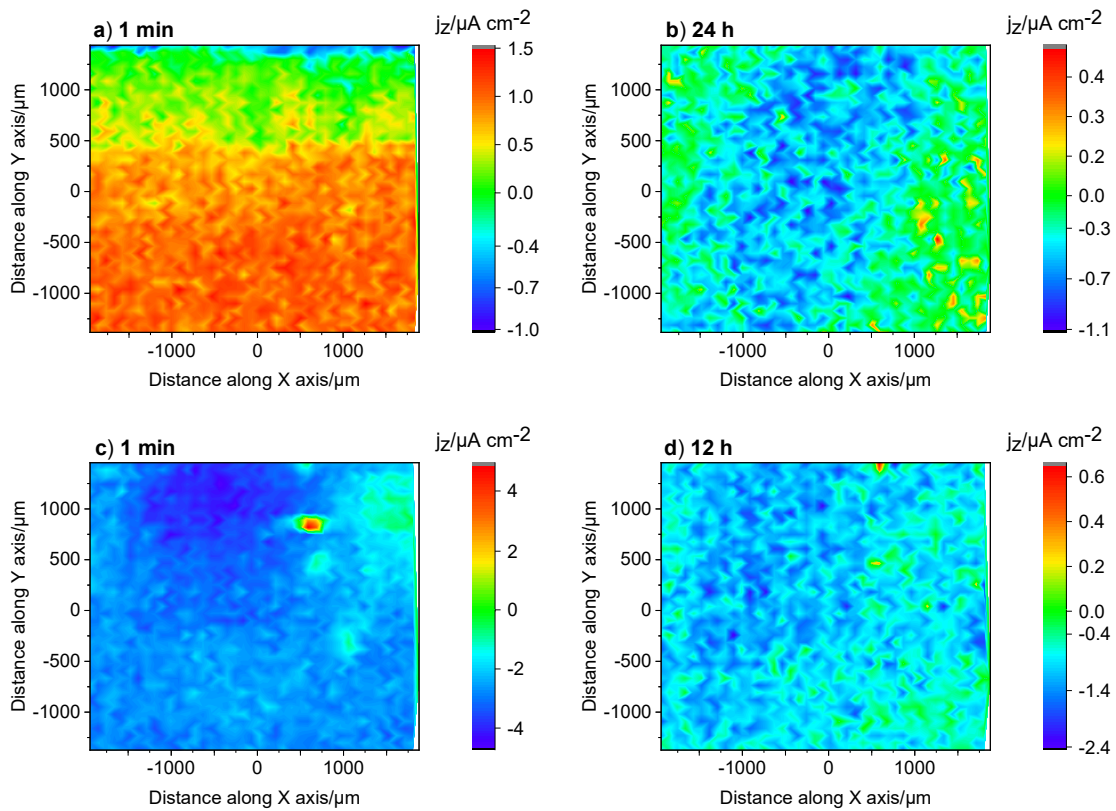 a) 1 min
j_Z/µA cm⁻²
1.5
1.0
0.5
0.0
-0.4
-0.7
-1.0
1000
500
0
-500
-1000
Distance along Y axis/µm
-1000 0 1000
Distance along X axis/µm
b) 24 h
j_Z/µA cm⁻²
0.4
0.3
0.2
0.0
-0.3
-0.7
-1.1
1000
500
0
-500
-1000
Distance along Y axis/µm
-1000 0 1000
Distance along X axis/µm
c) 1 min
j_Z/µA cm⁻²
4
2
0
-2
-4
1000
500
0
-500
-1000
Distance along Y axis/µm
-1000 0 1000
Distance along X axis/µm
d) 12 h
j_Z/µA cm⁻²
0.6
0.4
0.2
0.0
-0.4
-1.4
-2.4
1000
500
0
-500
-1000
Distance along Y axis/µm
-1000 0 1000
Distance along X axis/µm